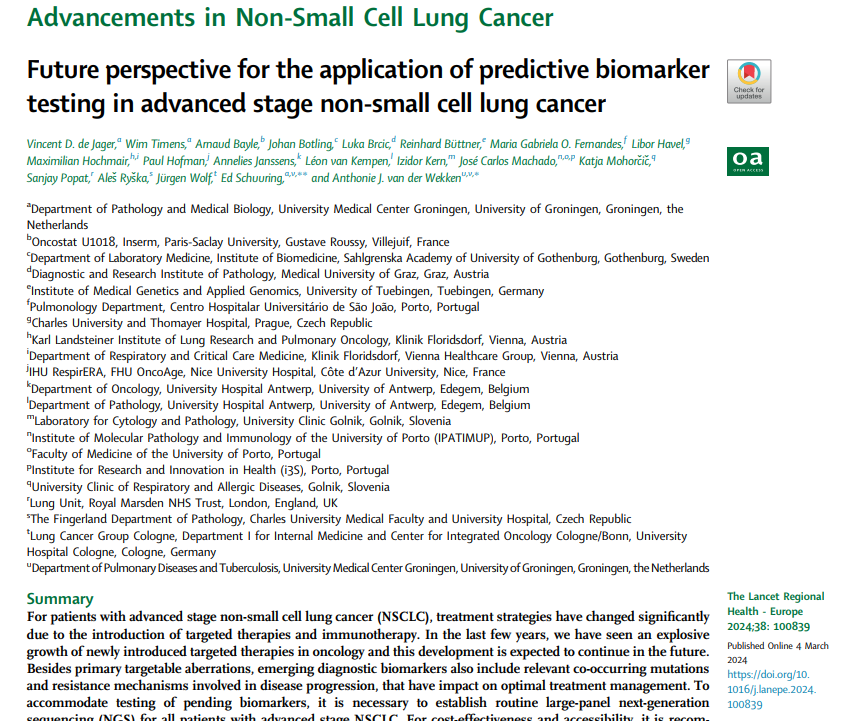 Advancements in Non-Small Cell Lung Cancer
Future perspective for the application of predictive biomarker
testing in advanced stage non-small cell lung cancer
Check for
updates
Vincent D. de Jager,a Wim Timens,a Arnaud Bayle,b Johan Botling,c Luka Brcic,d Reinhard Büttner,e Maria Gabriela O. Fernandes,f Libor Havel,g
Maximilian Hochmair,h,i Paul Hofman,j Annelies Janssens,k Léon van Kempen,l Izidor Kern,m José Carlos Machado,n,o,p Katja Mohorčič,q
Sanjay Popat,r Aleš Ryška,s Jürgen Wolf,t Ed Schuuring,a,v,** and Anthonie J. van der Wekkenu,v,*
oa
OPEN ACCESS
aDepartment of Pathology and Medical Biology, University Medical Center Groningen, University of Groningen, Groningen, the
Netherlands
bOncostat U1018, Inserm, Paris-Saclay University, Gustave Roussy, Villejuif, France
cDepartment of Laboratory Medicine, Institute of Biomedicine, Sahlgrenska Academy of University of Gothenburg, Gothenburg, Sweden
dDiagnostic and Research Institute of Pathology, Medical University of Graz, Graz, Austria
eInstitute of Medical Genetics and Applied Genomics, University of Tuebingen, Tuebingen, Germany
fPulmonology Department, Centro Hospitalar Universitário de São João, Porto, Portugal
gCharles University and Thomayer Hospital, Prague, Czech Republic
hKarl Landsteiner Institute of Lung Research and Pulmonary Oncology, Klinik Floridsdorf, Vienna, Austria
iDepartment of Respiratory and Critical Care Medicine, Klinik Floridsdorf, Vienna Healthcare Group, Vienna, Austria
jIHU RespirERA, FHU OncoAge, Nice University Hospital, Côte d'Azur University, Nice, France
kDepartment of Oncology, University Hospital Antwerp, University of Antwerp, Edegem, Belgium
lDepartment of Pathology, University Hospital Antwerp, University of Antwerp, Edegem, Belgium
mLaboratory for Cytology and Pathology, University Clinic Golnik, Golnik, Slovenia
nInstitute of Molecular Pathology and Immunology of the University of Porto (IPATIMUP), Porto, Portugal
oFaculty of Medicine of the University of Porto, Portugal
pInstitute for Research and Innovation in Health (i3S), Porto, Portugal
qUniversity Clinic of Respiratory and Allergic Diseases, Golnik, Slovenia
rLung Unit, Royal Marsden NHS Trust, London, England, UK
sThe Fingerland Department of Pathology, Charles University Medical Faculty and University Hospital, Czech Republic
tLung Cancer Group Cologne, Department I for Internal Medicine and Center for Integrated Oncology Cologne/Bonn, University
Hospital Cologne, Cologne, Germany
uDepartment of Pulmonary Diseases and Tuberculosis, University Medical Center Groningen, University of Groningen, Groningen, the Netherlands
Summary
For patients with advanced stage non-small cell lung cancer (NSCLC), treatment strategies have changed significantly
due to the introduction of targeted therapies and immunotherapy. In the last few years, we have seen an explosive
growth of newly introduced targeted therapies in oncology and this development is expected to continue in the future.
Besides primary targetable aberrations, emerging diagnostic biomarkers also include relevant co-occurring mutations
and resistance mechanisms involved in disease progression, that have impact on optimal treatment management. To
accommodate testing of pending biomarkers, it is necessary to establish routine large-panel next-generation
sequencing (NGS) for all patients with advanced stage NSCLC. For cost-effectiveness and accessibility, it is recom-
The Lancet Regional
Health - Europe
2024;38: 100839
Published Online 4 March
2024
https://doi.org/10.
1016/j.lanepe.2024.
100839